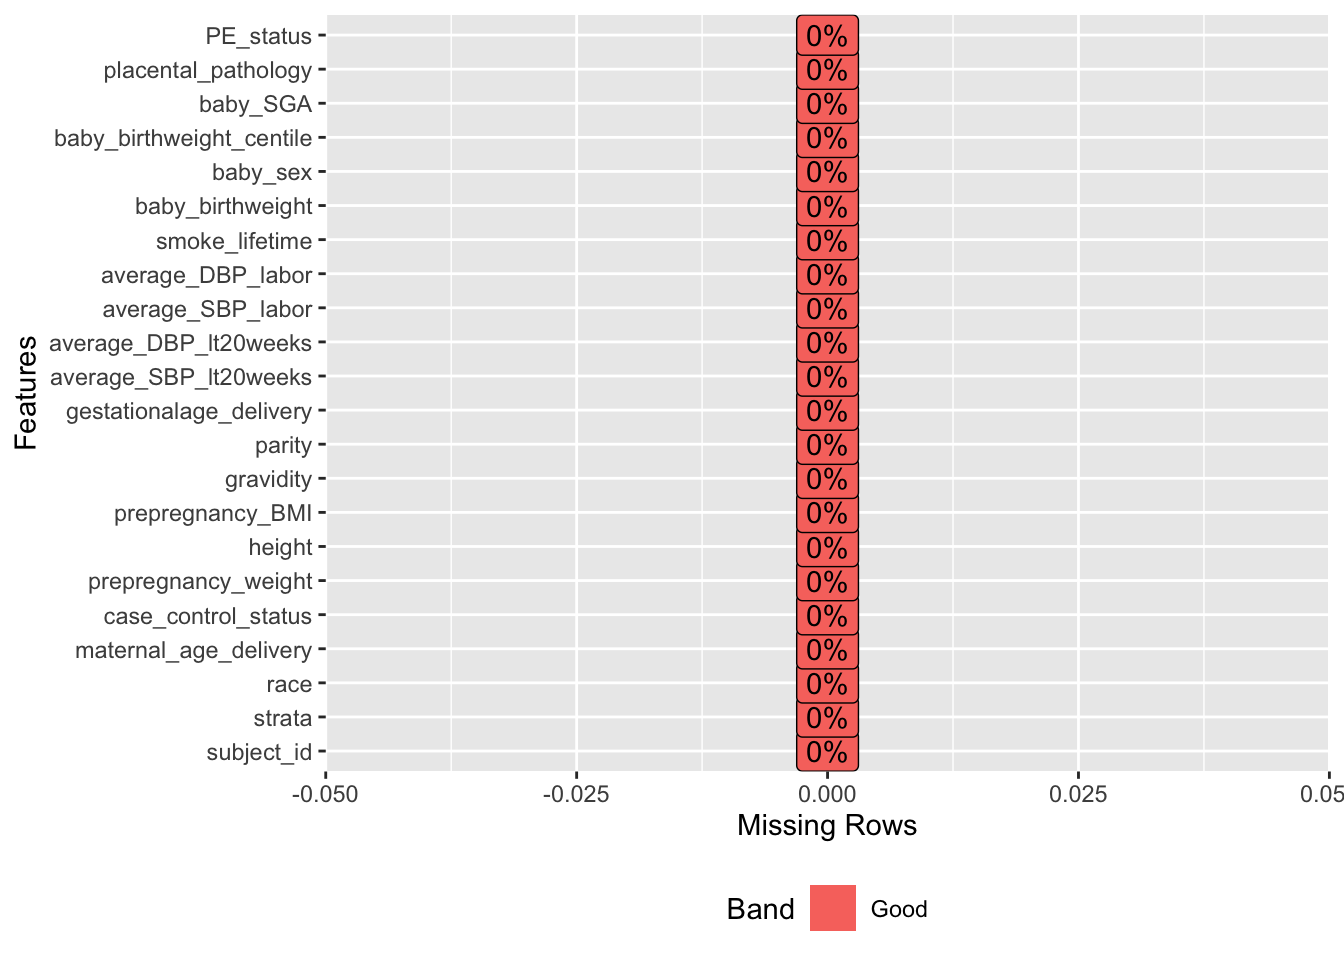 PE_status 0%
placental_pathology 0%
baby_SGA 0%
baby_birthweight_centile 0%
baby_sex 0%
baby_birthweight 0%
smoke_lifetime 0%
average_DBP_labor 0%
average_SBP_labor 0%
average_DBP_lt20weeks 0%
average_SBP_lt20weeks 0%
gestationalage_delivery 0%
parity 0%
gravidity 0%
prepregnancy_BMI 0%
height 0%
prepregnancy_weight 0%
case_control_status 0%
maternal_age_delivery 0%
race 0%
strata 0%
subject_id 0%
Features
-0.050 -0.025 0.000 0.025 0.05
Missing Rows
Band Good